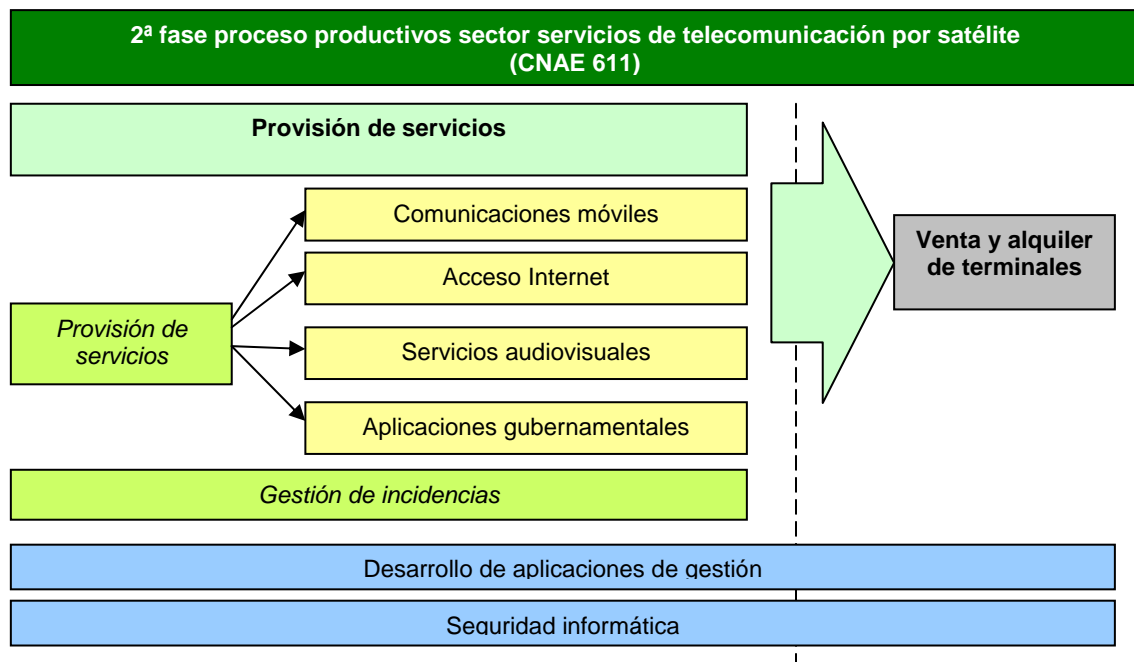 2ª fase proceso productivos sector servicios de telecomunicación por satélite
(CNAE 611)
Provisión de servicios
Comunicaciones móviles
Acceso Internet
Provisión de
servicios
Servicios audiovisuales
Aplicaciones gubernamentales
Venta y alquiler
de terminales
Gestión de incidencias
Desarrollo de aplicaciones de gestión
Seguridad informática